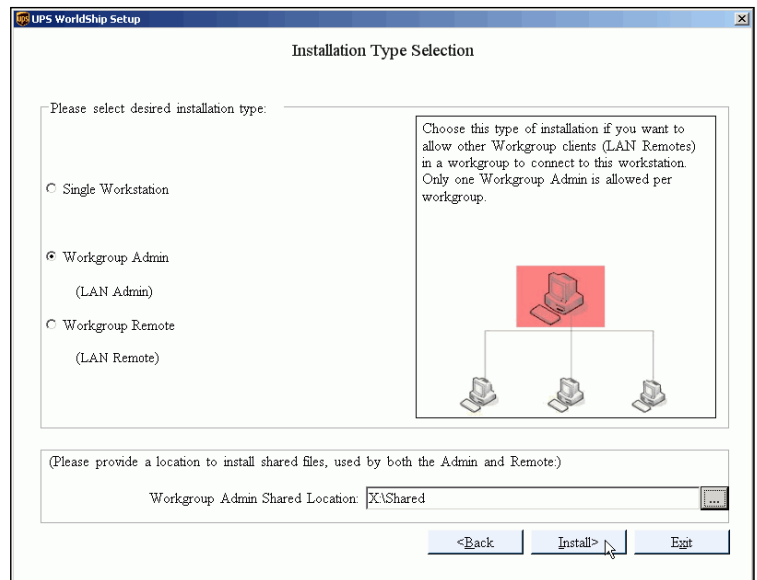 UPS WorldShip Setup
Installation Type Selection
Please select desired installation type:
Choose this type of installation if you want to
allow other Workgroup clients (LAN Remotes)
in a workgroup to connect to this workstation.
Only one Workgroup Admin is allowed per
workgroup.
Single Workstation
Workgroup Admin
(LAN Admin)
Workgroup Remote
(LAN Remote)
(Please provide a location to install shared files, used by both the Admin and Remote:)
Workgroup Admin Shared Location: X:\Shared ...
<Back Install> Exit